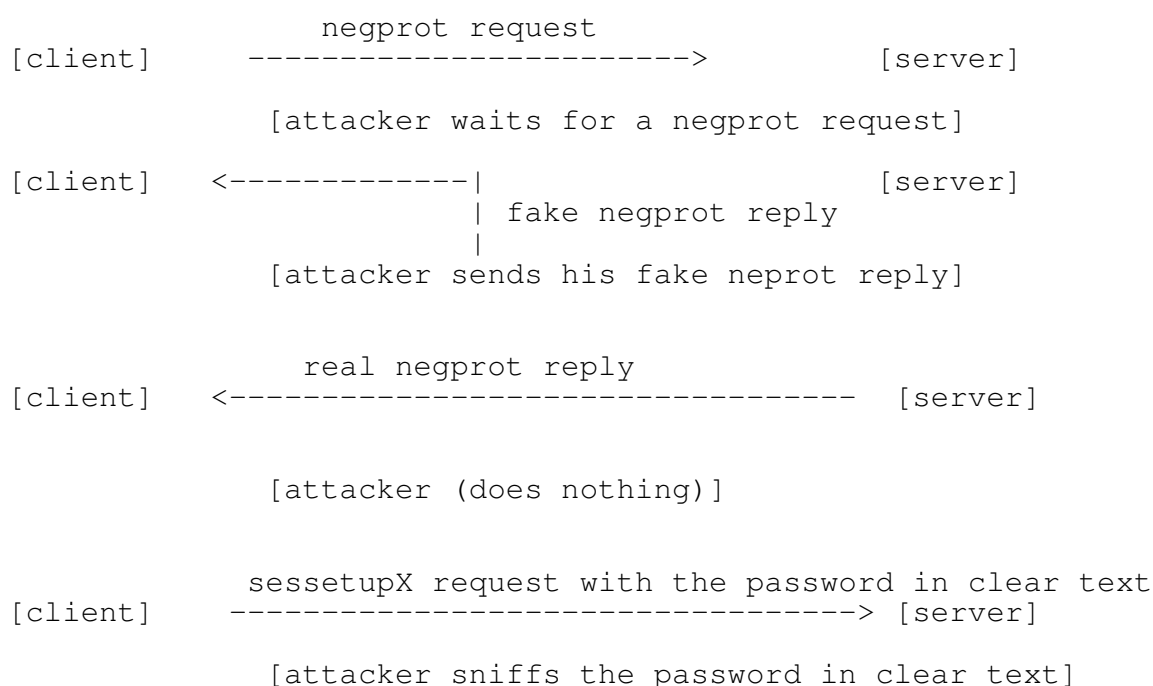 negprot request
[client] ------------------------> [server]
[attacker waits for a negprot request]
[client] <-------------| [server]
| fake negprot reply
|
[attacker sends his fake neprot reply]
real negprot reply
[client] <---------------------------------- [server]
[attacker (does nothing)]
sessetupX request with the password in clear text
[client] ----------------------------------> [server]
[attacker sniffs the password in clear text]